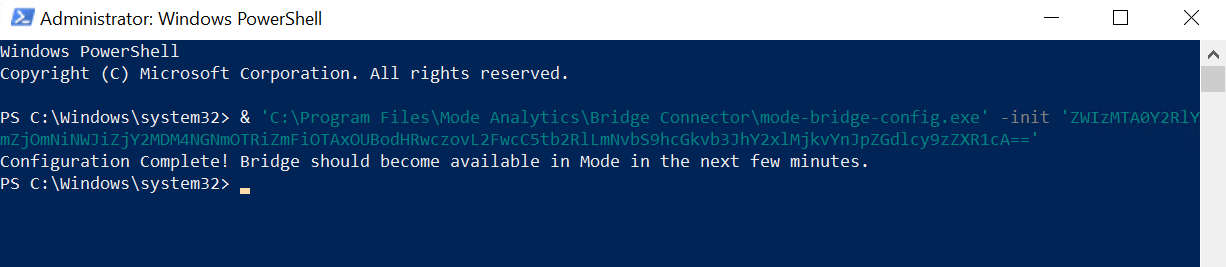 Administrator: Windows PowerShell
Windows PowerShell
Copyright (C) Microsoft Corporation. All rights reserved.
PS C:\Windows\system32> & 'C:\Program Files\Mode Analytics\Bridge Connector\mode-bridge-config.exe' -init 'ZWIzMTA0Y2RlY
mZjOmNiNWJiZjY2MDM4NGNmOTRiZmFiOTAxOUBodHRwczovL2FwcC5tb2RlLmNvbS9hcGkvb3JhY2xlMjkvYnJpZGdlcy9zZXR1cA=='
Configuration Complete! Bridge should become available in Mode in the next few minutes.
PS C:\Windows\system32>